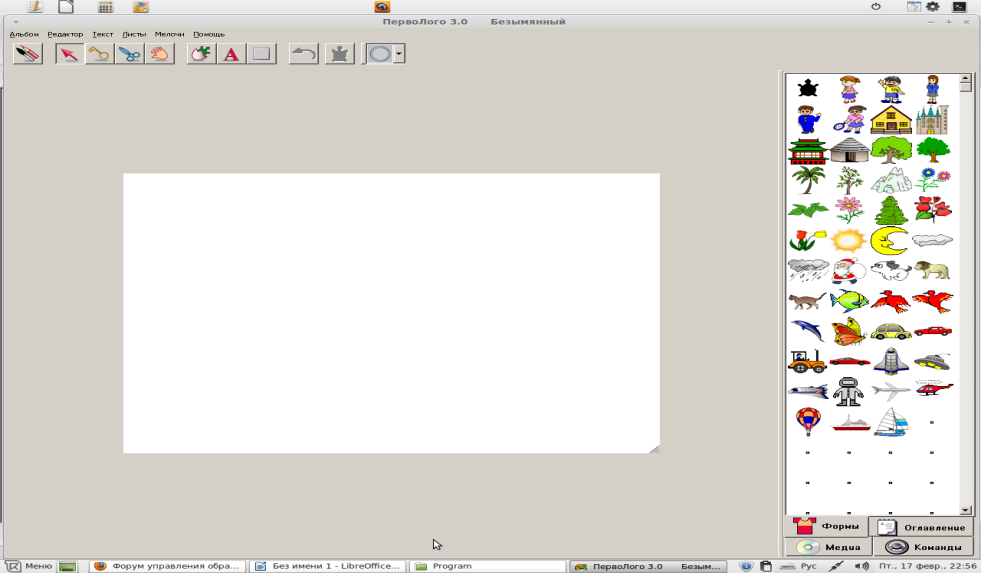 ПервоЛого 3.0 Безымянный
Альбом Редактор Текст Листы Мелочи Помощь
A
Формы Оглавление
Медиа Команды
Меню Форум управления обра... Без имени 1 - LibreOffice... Program ПервоЛого 3.0 Безым... Рус Пт., 17 февр., 22:56